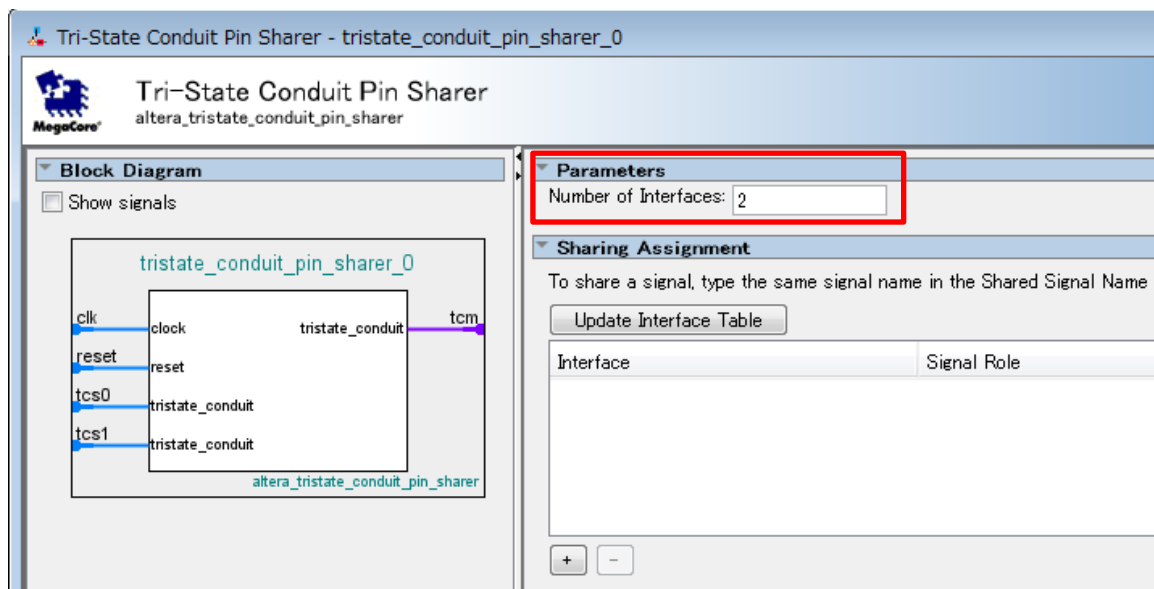 Tri-State Conduit Pin Sharer - tristate_conduit_pin_sharer_0
Tri-State Conduit Pin Sharer
altera_tristate_conduit_pin_sharer
MegaCore®
Block Diagram
Show signals
tristate_conduit_pin_sharer_0
clk
clock
tristate_conduit
tcm
reset
reset
tcs0
tristate_conduit
tcs1
tristate_conduit
altera_tristate_conduit_pin_sharer
Parameters
Number of Interfaces: 2
Sharing Assignment
To share a signal, type the same signal name in the Shared Signal Name
Update Interface Table
Interface
Signal Role
+
-